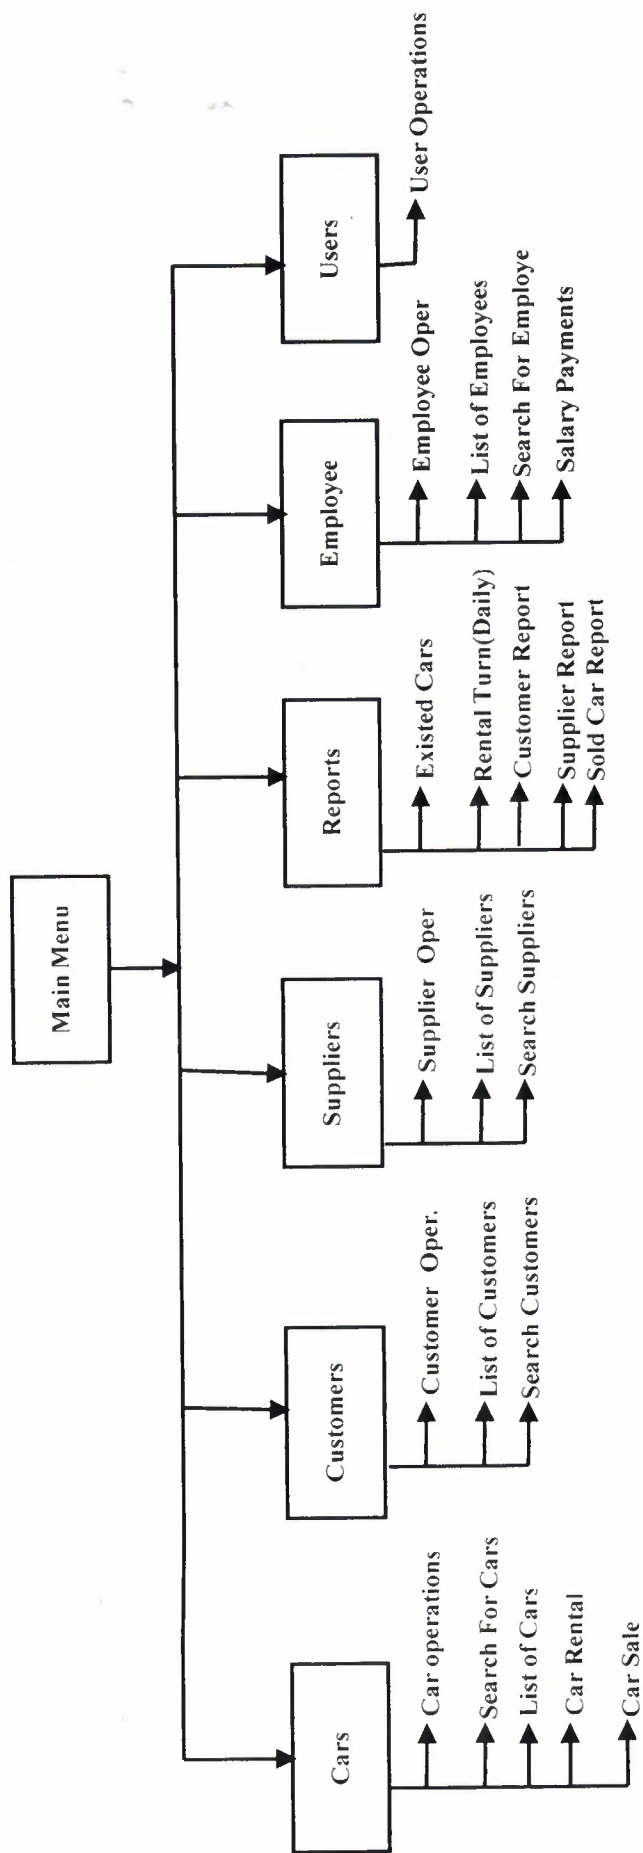 Main Menu
Cars
Car operations
Search For Cars
List of Cars
Car Rental
Car Sale
Customers
Customer Oper.
List of Customers
Search Customers
Suppliers
Supplier Oper
List of Suppliers
Search Suppliers
Reports
Existed Cars
Rental Turn(Daily)
Customer Report
Supplier Report
Sold Car Report
Employee
Employee Oper
List of Employees
Search For Employe
Salary Payments
Users
User Operations